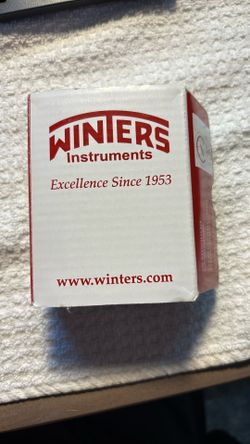 WINTERS
Instruments
Excellence Since 1953
www.winters.com